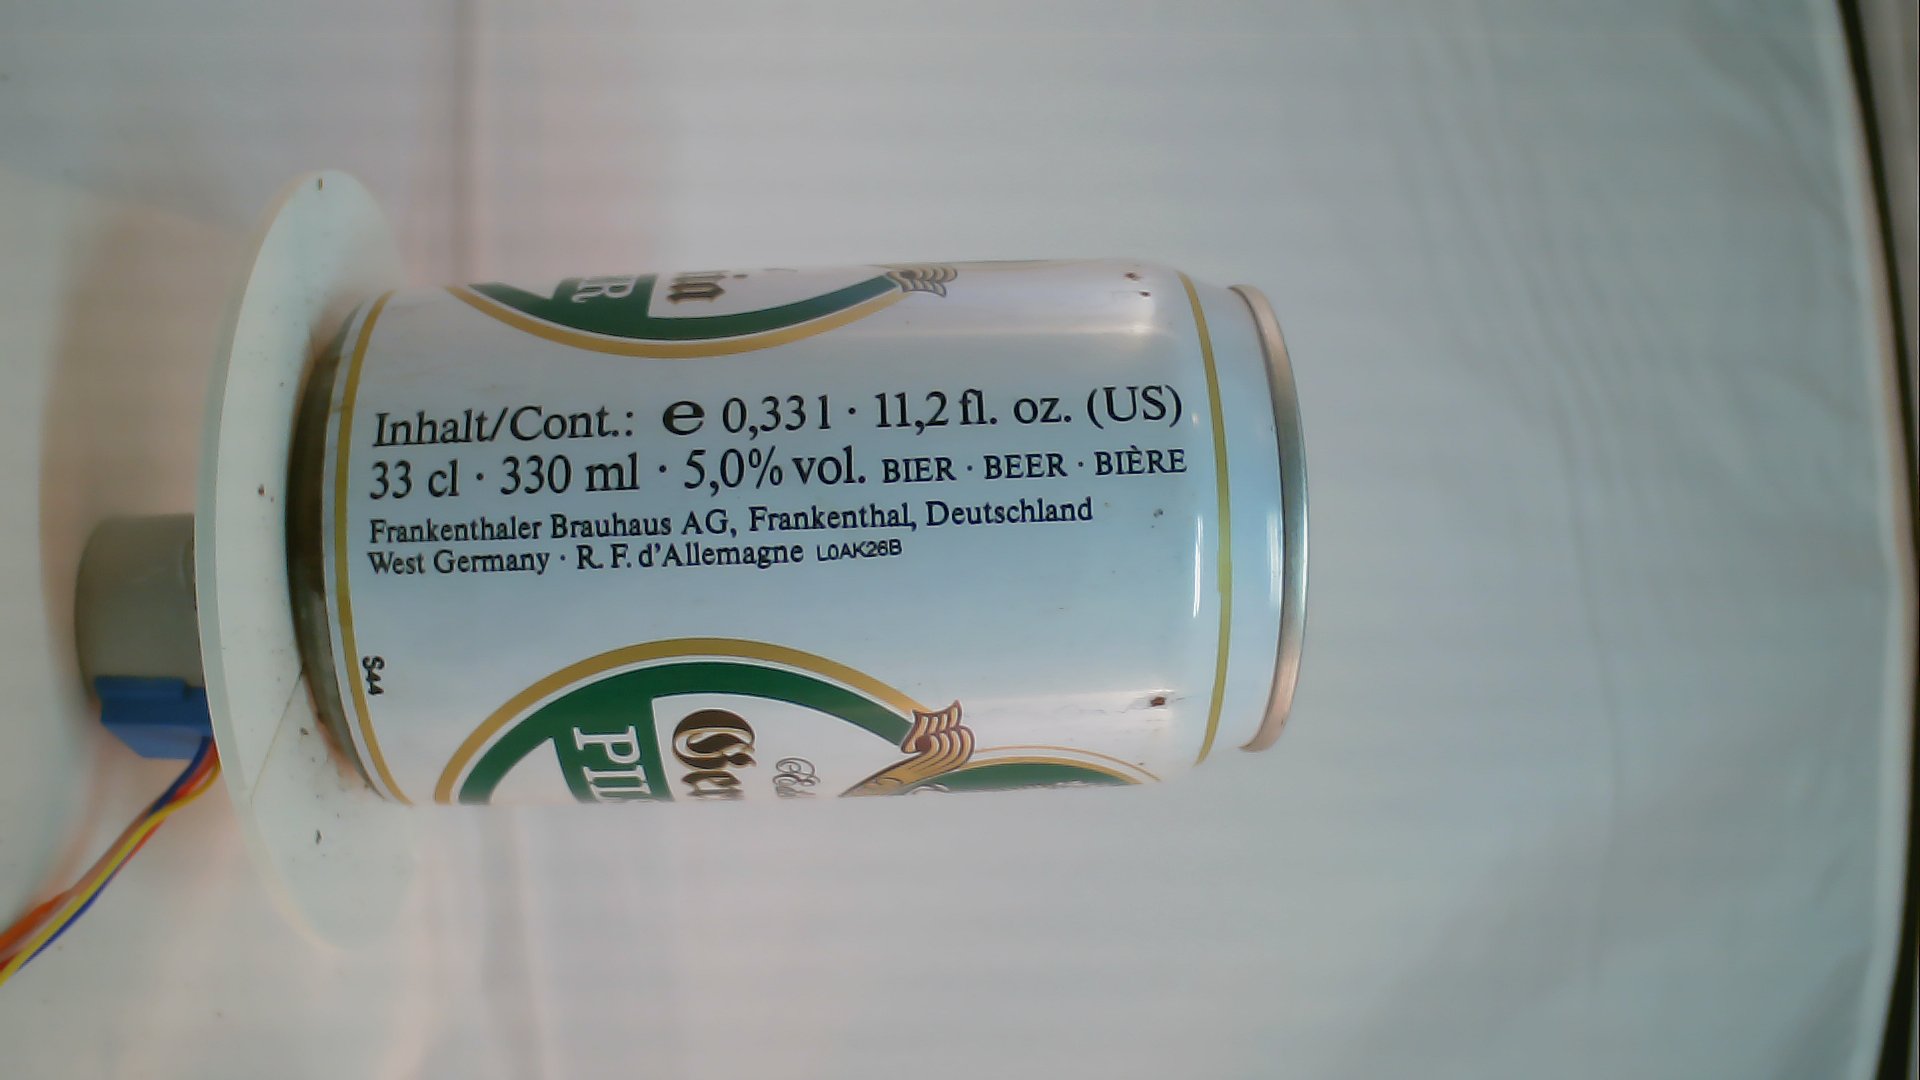 Inhalt/Cont.: e 0,33 l · 11,2 fl. oz. (US)
33 cl · 330 ml · 5,0% vol. BIER · BEER · BIÈRE
Frankenthaler Brauhaus AG, Frankenthal, Deutschland
West Germany · R. F. d'Allemagne L0AK26B
S44